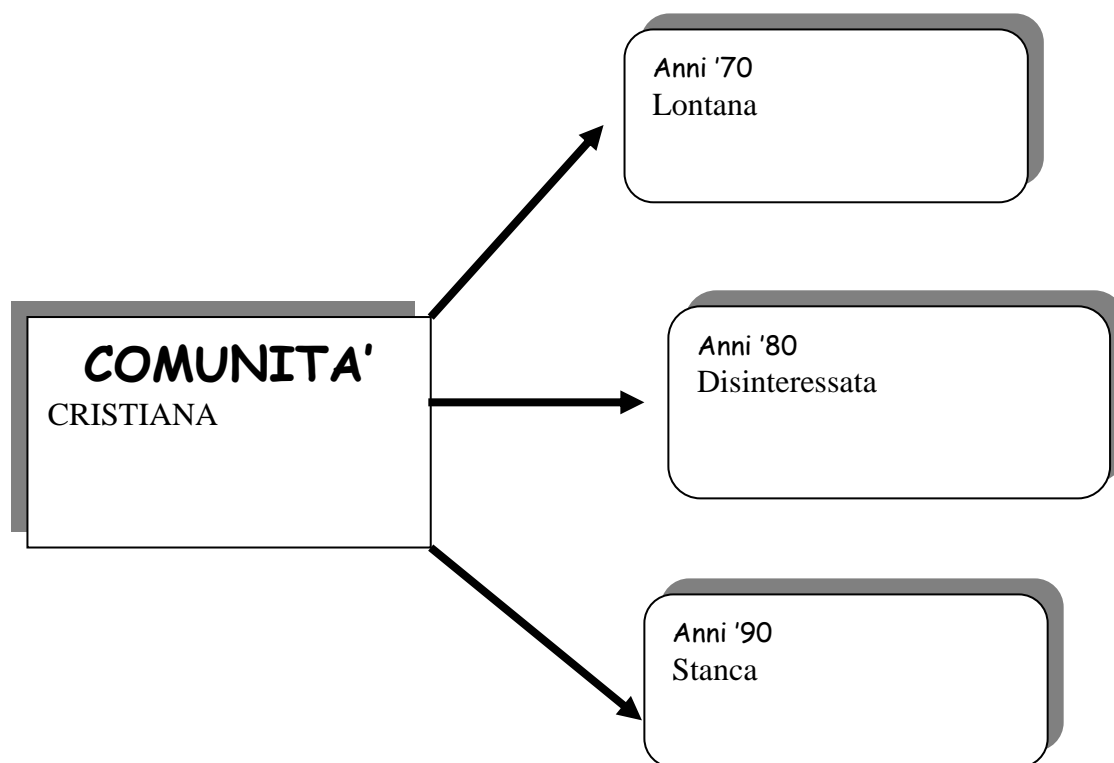 Anni '70
Lontana
COMUNITA'
CRISTIANA
Anni '80
Disinteressata
Anni '90
Stanca